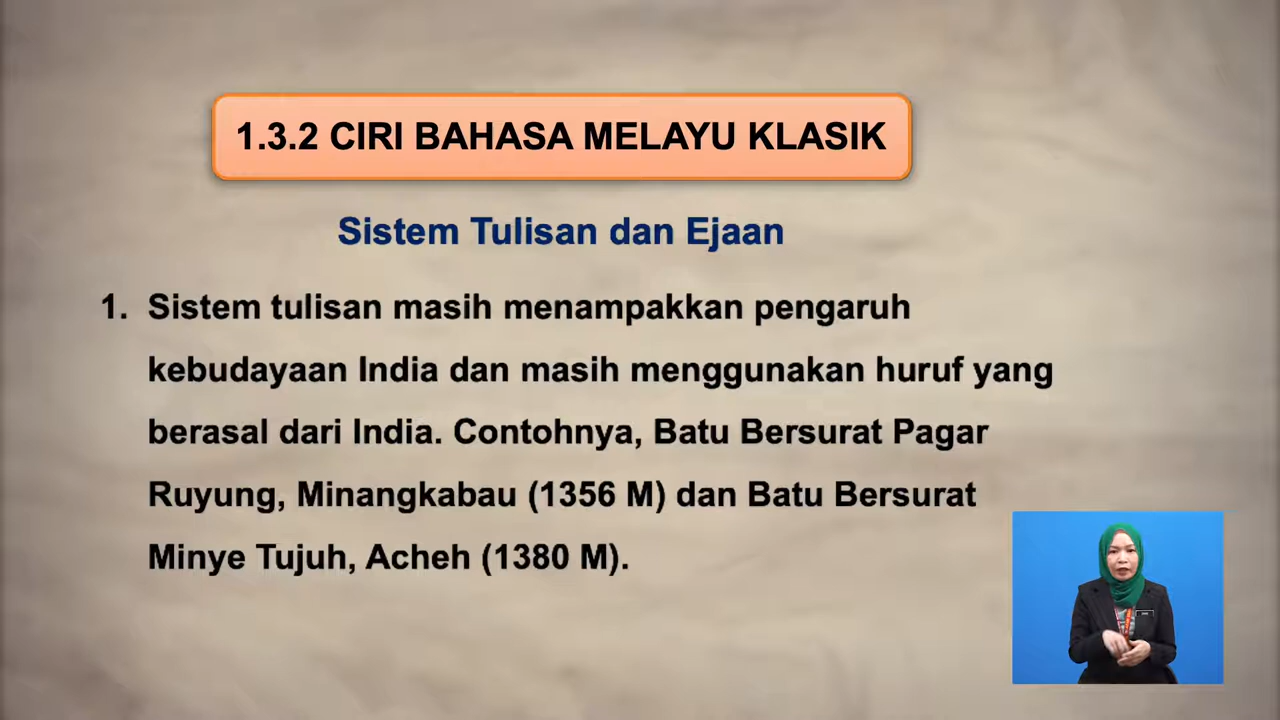 1.3.2 CIRI BAHASA MELAYU KLASIK
Sistem Tulisan dan Ejaan
1. Sistem tulisan masih menampakkan pengaruh
kebudayaan India dan masih menggunakan huruf yang
berasal dari India. Contohnya, Batu Bersurat Pagar
Ruyung, Minangkabau (1356 M) dan Batu Bersurat
Minye Tujuh, Acheh (1380 M).